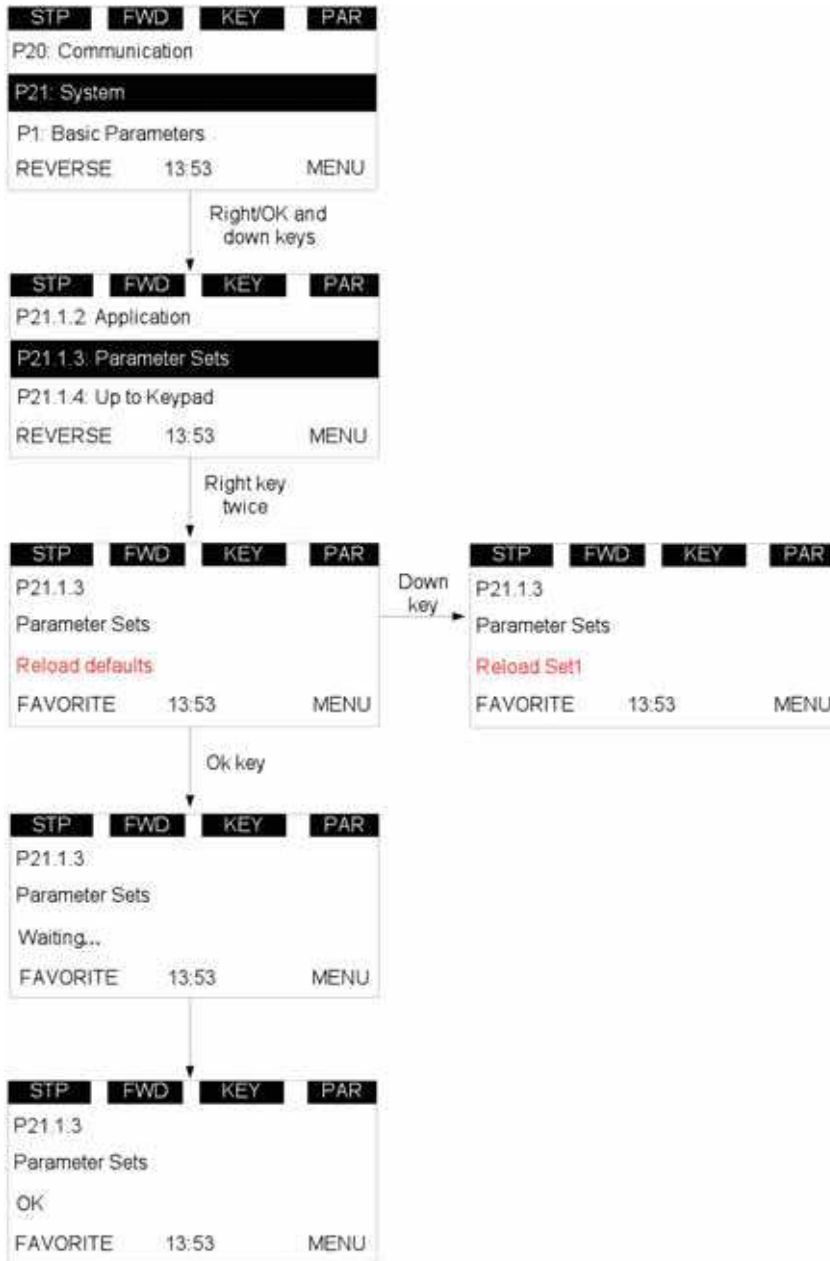 STP FWD KEY PAR
P20: Communication
P21: System
P1: Basic Parameters
REVERSE 13:53 MENU
Right/OK and
down keys
STP FWD KEY PAR
P21.1.2 Application
P21.1.3: Parameter Sets
P21.1.4: Up to Keypad
REVERSE 13:53 MENU
Right key
twice
STP FWD KEY PAR
P21.1.3
Parameter Sets
Reload defaults
FAVORITE 13:53 MENU
Down
key
STP FWD KEY PAR
P21.1.3
Parameter Sets
Reload Set1
FAVORITE 13:53 MENU
Ok key
STP FWD KEY PAR
P21.1.3
Parameter Sets
Waiting...
FAVORITE 13:53 MENU
STP FWD KEY PAR
P21.1.3
Parameter Sets
OK
FAVORITE 13:53 MENU